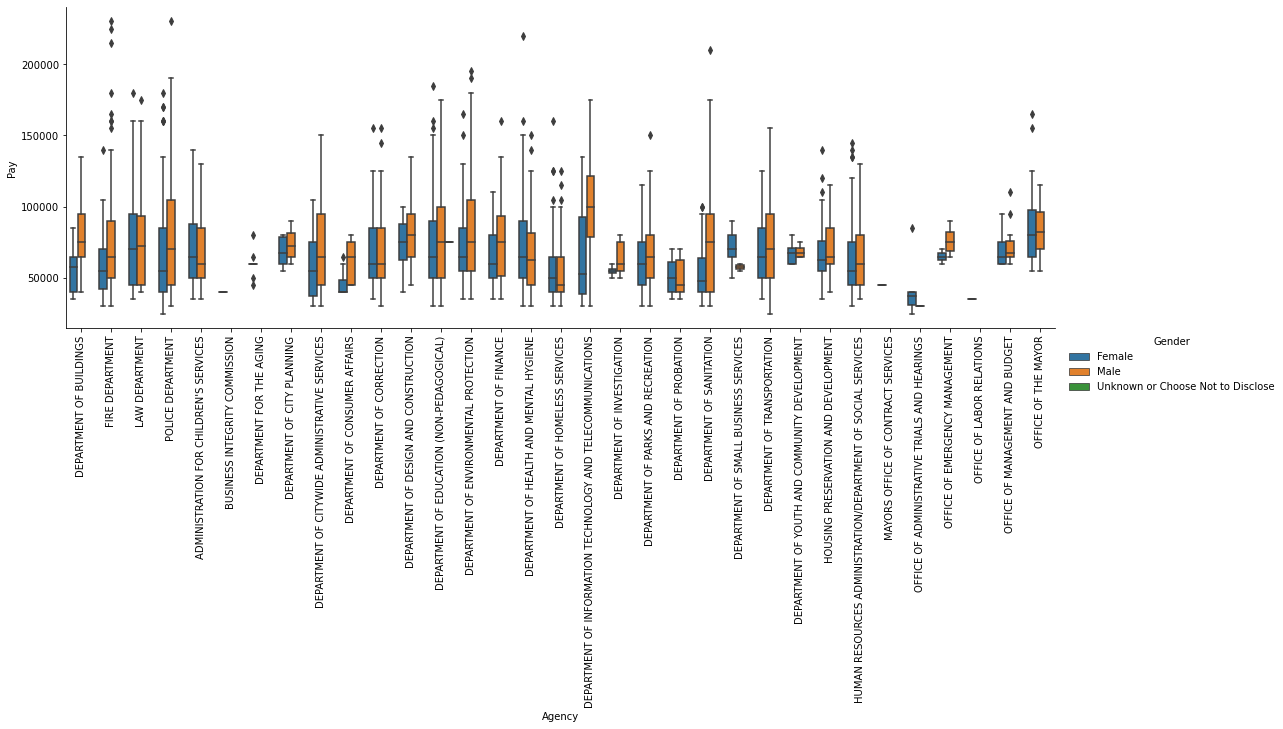 Pay
200000
150000
100000
50000
DEPARTMENT OF BUILDINGS
FIRE DEPARTMENT
LAW DEPARTMENT
POLICE DEPARTMENT
ADMINISTRATION FOR CHILDREN'S SERVICES
BUSINESS INTEGRITY COMMISSION
DEPARTMENT FOR THE AGING
DEPARTMENT OF CITY PLANNING
DEPARTMENT OF CITYWIDE ADMINISTRATIVE SERVICES
DEPARTMENT OF CONSUMER AFFAIRS
DEPARTMENT OF CORRECTION
DEPARTMENT OF DESIGN AND CONSTRUCTION
DEPARTMENT OF EDUCATION (NON-PEDAGOGICAL)
DEPARTMENT OF ENVIRONMENTAL PROTECTION
DEPARTMENT OF FINANCE
DEPARTMENT OF HEALTH AND MENTAL HYGIENE
DEPARTMENT OF HOMELESS SERVICES
DEPARTMENT OF INFORMATION TECHNOLOGY AND TELECOMMUNICATIONS
DEPARTMENT OF INVESTIGATION
DEPARTMENT OF PARKS AND RECREATION
DEPARTMENT OF PROBATION
DEPARTMENT OF SANITATION
DEPARTMENT OF SMALL BUSINESS SERVICES
DEPARTMENT OF TRANSPORTATION
DEPARTMENT OF YOUTH AND COMMUNITY DEVELOPMENT
HOUSING PRESERVATION AND DEVELOPMENT
HUMAN RESOURCES ADMINISTRATION/DEPARTMENT OF SOCIAL SERVICES
MAYORS OFFICE OF CONTRACT SERVICES
OFFICE OF ADMINISTRATIVE TRIALS AND HEARINGS
OFFICE OF EMERGENCY MANAGEMENT
OFFICE OF LABOR RELATIONS
OFFICE OF MANAGEMENT AND BUDGET
OFFICE OF THE MAYOR
Agency
Gender
Female
Male
Unknown or Choose Not to Disclose